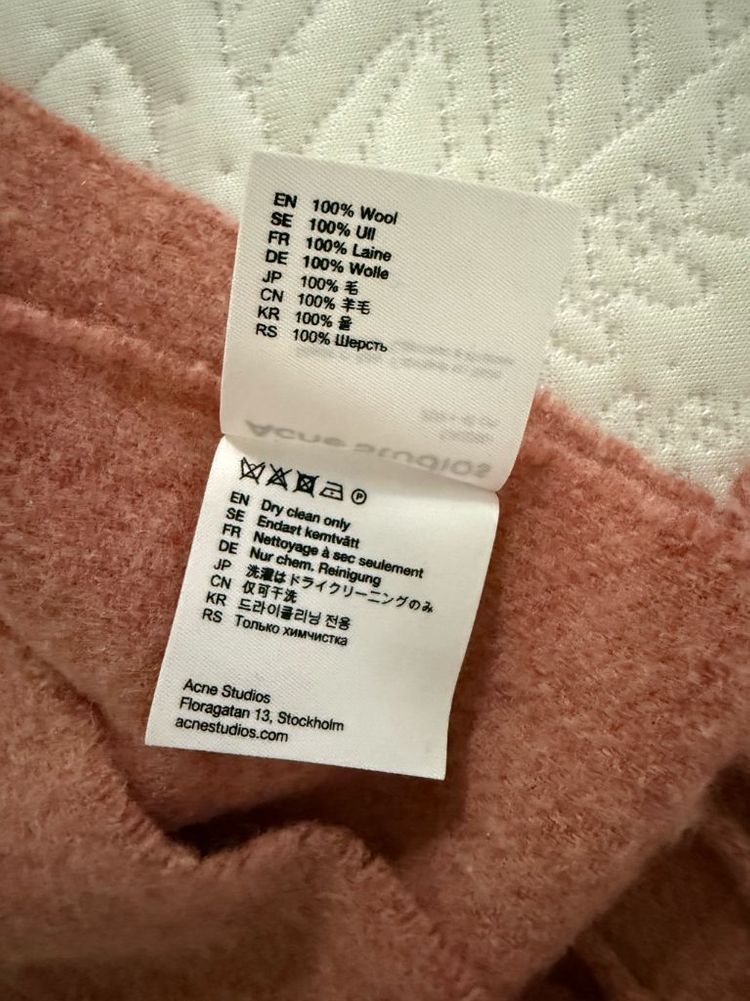 EN 100% Wool
SE 100% Ull
FR 100% Laine
DE 100% Wolle
JP 100% 毛
CN 100% 羊毛
KR 100% 울
RS 100% Шерсть
Acne Studios
EN Dry clean only
SE Endast kemtvätt
FR Nettoyage à sec seulement
DE Nur chem. Reinigung
JP 洗濯はドライクリーニングのみ
CN 仅可干洗
KR 드라이클리닝 전용
RS Только химчистка
Acne Studios
Floragatan 13, Stockholm
acnestudios.com